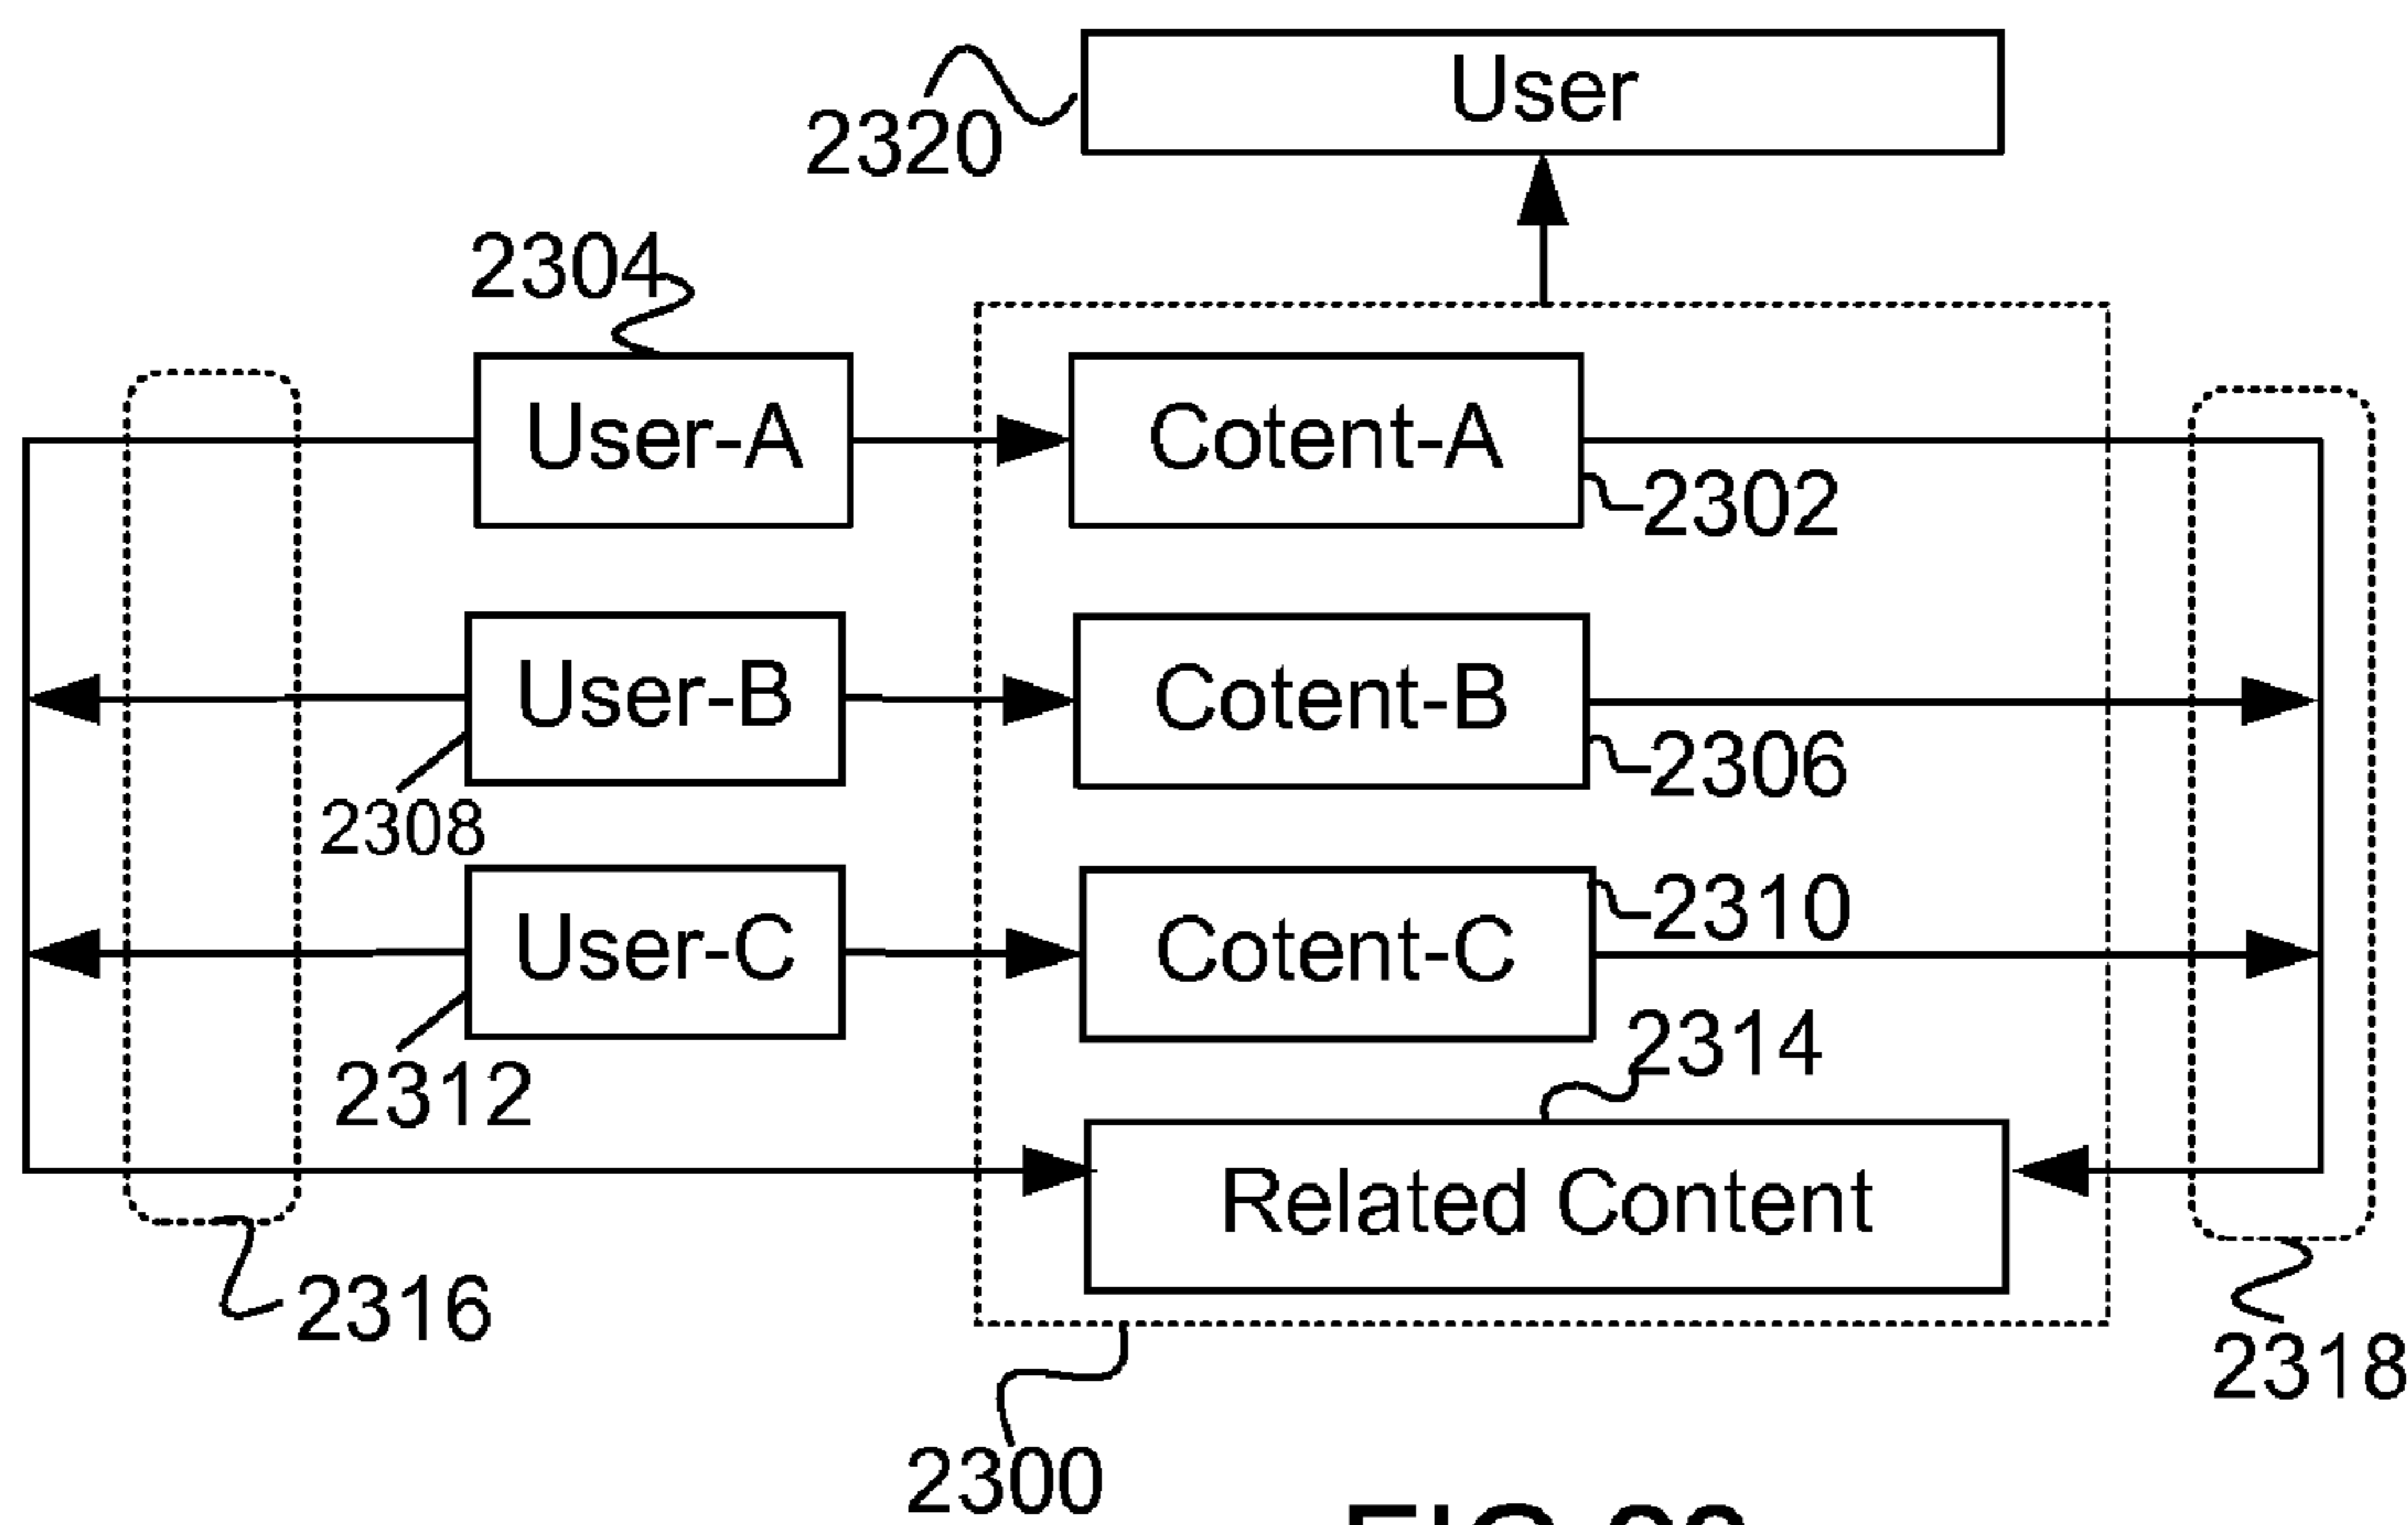 User
2320
2304
User-A
Cotent-A
2302
User-B
Cotent-B
2306
2308
User-C
Cotent-C
2310
2312
2314
Related Content
2316
2318
2300